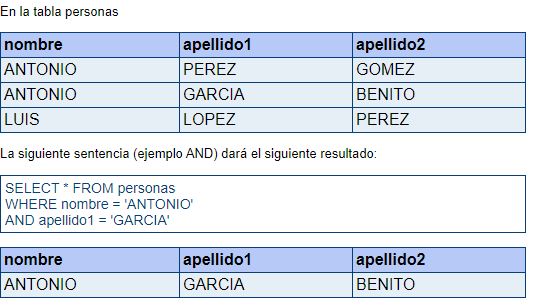 En la tabla personas
nombre apellido1 apellido2
ANTONIO PEREZ GOMEZ
ANTONIO GARCIA BENITO
LUIS LOPEZ PEREZ
La siguiente sentencia (ejemplo AND) dará el siguiente resultado:
SELECT * FROM personas
WHERE nombre = 'ANTONIO'
AND apellido1 = 'GARCIA'
nombre apellido1 apellido2
ANTONIO GARCIA BENITO